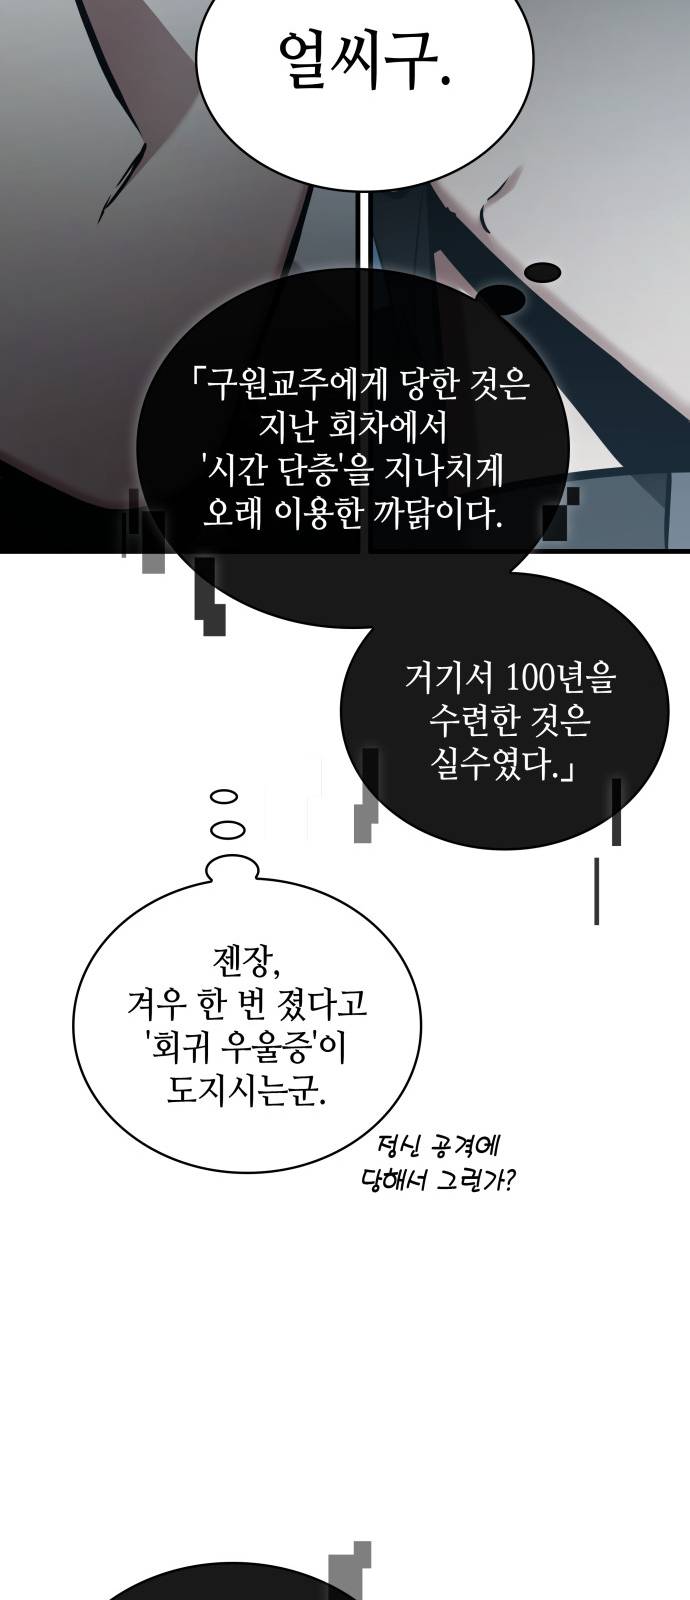 얼씨구.
「구원교주에게 당한 것은
지난 회차에서
'시간 단층'을 지나치게
오래 이용한 까닭이다.
거기서 100년을
수련한 것은
실수였다.」
젠장,
겨우 한 번 졌다고
'회귀 우울증'이
도지시는군.
정신 공격에
당해서 그런가?